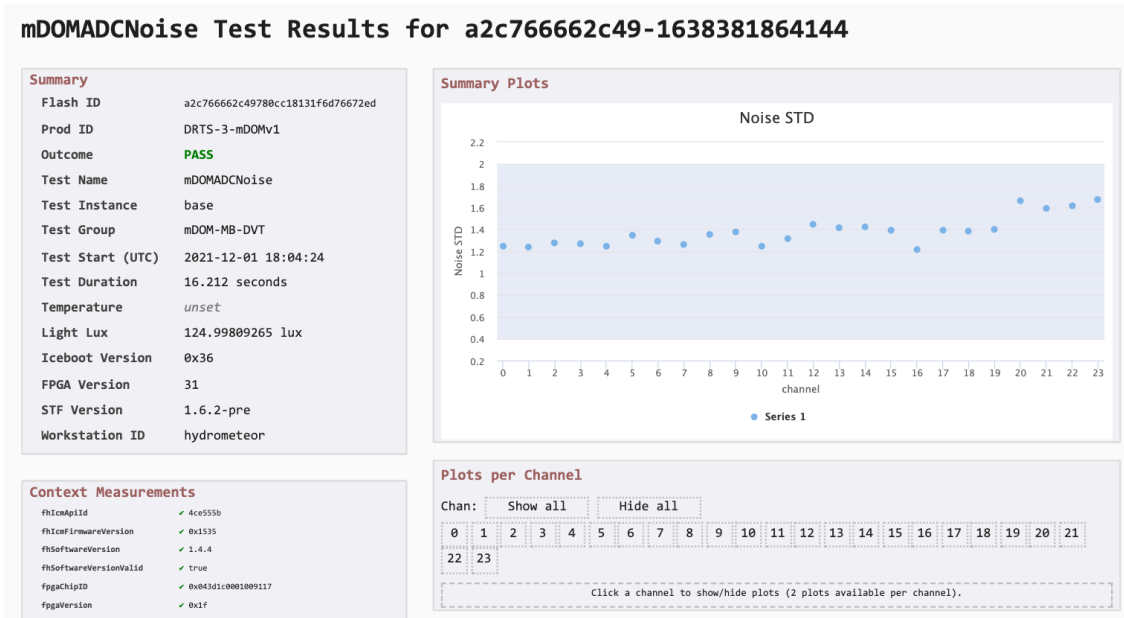 mDOMADCNoise Test Results for a2c766662c49-1638381864144
Summary
Flash ID a2c766662c49780cc18131f6d76672ed
Prod ID DRTS-3-mDOMv1
Outcome PASS
Test Name mDOMADCNoise
Test Instance base
Test Group mDOM-MB-DVT
Test Start (UTC) 2021-12-01 18:04:24
Test Duration 16.212 seconds
Temperature unset
Light Lux 124.99809265 lux
Iceboot Version 0x36
FPGA Version 31
STF Version 1.6.2-pre
Workstation ID hydrometeor
Context Measurements
fhIcmApiId ✔ 4ce555b
fhIcmFirmwareVersion ✔ 0x1535
fhSoftwareVersion ✔ 1.4.4
fhSoftwareVersionValid ✔ true
fpgaChipID ✔ 0x043d1c0001009117
fpgaVersion ✔ 0x1f
Summary Plots
Noise STD
2.2
2
1.8
1.6
1.4
1.2
1
0.8
0.6
0.4
0.2
Noise STD
0 1 2 3 4 5 6 7 8 9 10 11 12 13 14 15 16 17 18 19 20 21 22 23
channel
Series 1
Plots per Channel
Chan: Show all Hide all
0 1 2 3 4 5 6 7 8 9 10 11 12 13 14 15 16 17 18 19 20 21
22 23
Click a channel to show/hide plots (2 plots available per channel).